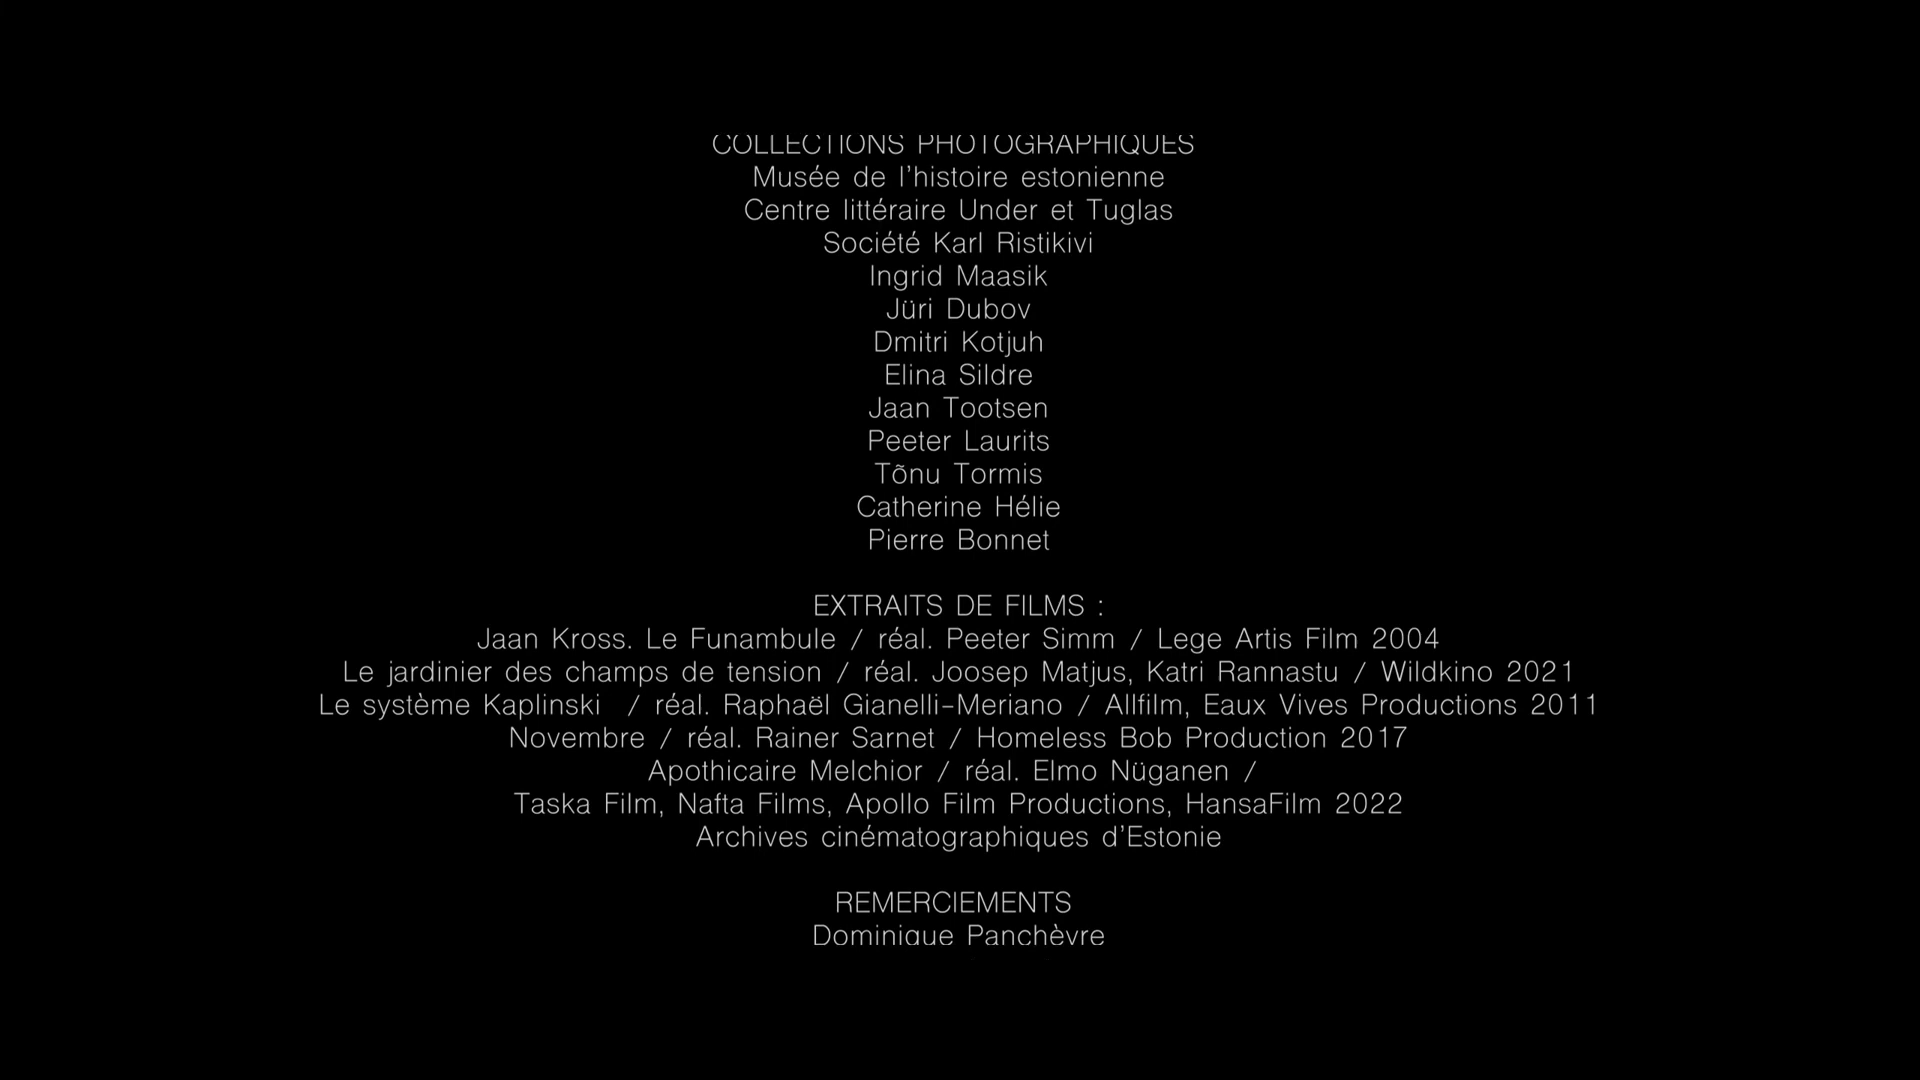 COLLECTIONS PHOTOGRAPHIQUES
Musée de l'histoire estonienne
Centre littéraire Under et Tuglas
Société Karl Ristikivi
Ingrid Maasik
Jüri Dubov
Dmitri Kotjuh
Elina Sildre
Jaan Tootsen
Peeter Laurits
Tõnu Tormis
Catherine Hélie
Pierre Bonnet
EXTRAITS DE FILMS :
Jaan Kross. Le Funambule / réal. Peeter Simm / Lege Artis Film 2004
Le jardinier des champs de tension / réal. Joosep Matjus, Katri Rannastu / Wildkino 2021
Le système Kaplinski / réal. Raphaël Gianelli-Meriano / Allfilm, Eaux Vives Productions 2011
Novembre / réal. Rainer Sarnet / Homeless Bob Production 2017
Apothicaire Melchior / réal. Elmo Nüganen /
Taska Film, Nafta Films, Apollo Film Productions, HansaFilm 2022
Archives cinématographiques d'Estonie
REMERCIEMENTS
Dominique Panchèvre